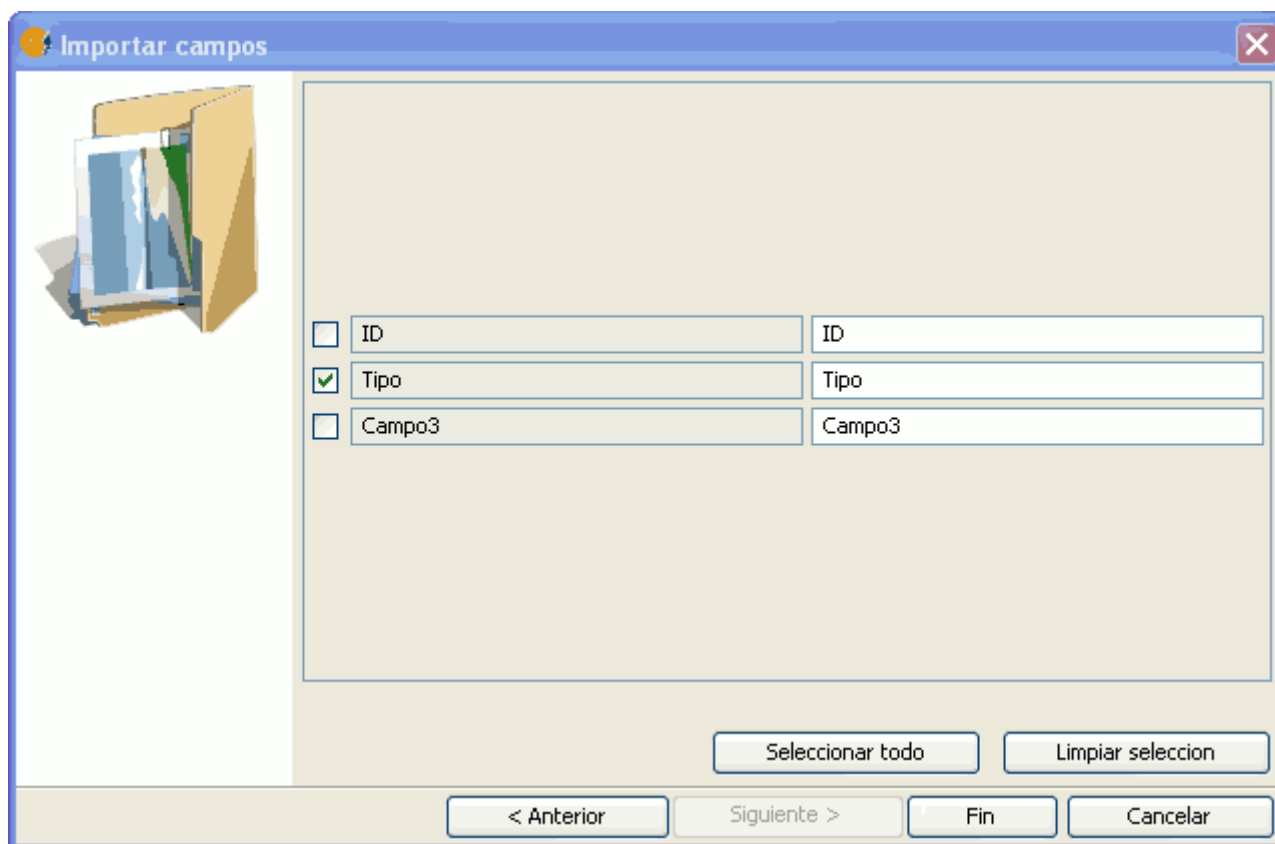 Importar campos
ID ID
Tipo Tipo
Campo3 Campo3
Seleccionar todo Limpiar seleccion
< Anterior Siguiente > Fin Cancelar